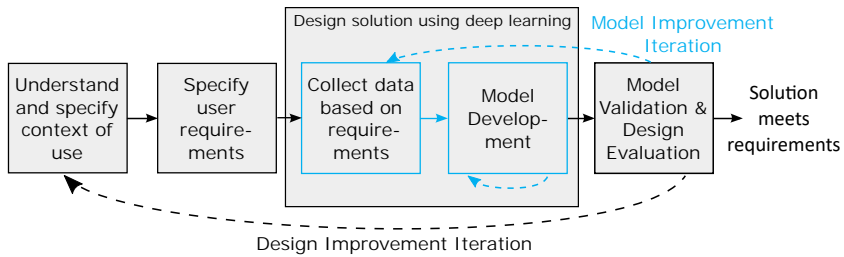 Design solution using deep learning
Model Improvement
Iteration
Understand
and specify
context of
use
Specify
user
require-
ments
Collect data
based on
require-
ments
Model
Develop-
ment
Model
Validation &
Design
Evaluation
Solution
meets
requirements
Design Improvement Iteration